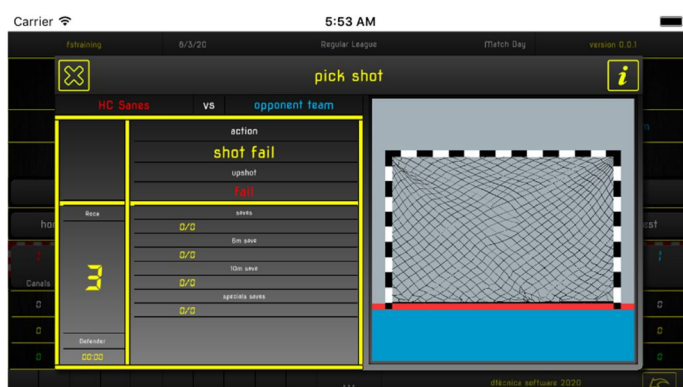 Carrier 5:53 AM
fstraining 8/3/20 Regular League Match Day version 0.0.1
pick shot i
HC Sanes vs opponent team
action
shot fail
upshot
fail
Roca saves
0/0
6m save
0/0
3
10m save
0/0
specials saves
0/0
Defender
00:00
Canals
0 0
0 0
0 0
dtecnico software 2020